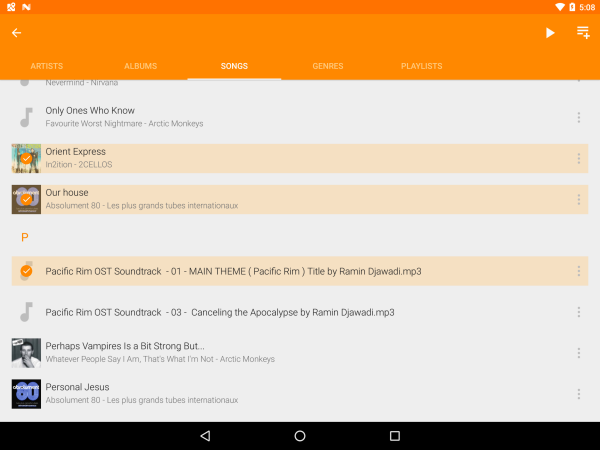 5:08
ARTISTS ALBUMS SONGS GENRES PLAYLISTS
Nevermind - Nirvana
Only Ones Who Know
Favourite Worst Nightmare - Arctic Monkeys
Orient Express
In2ition - 2CELLOS
Our house
Absolument 80 - Les plus grands tubes internationaux
P
Pacific Rim OST Soundtrack - 01 - MAIN THEME ( Pacific Rim ) Title by Ramin Djawadi.mp3
Pacific Rim OST Soundtrack - 03 - Canceling the Apocalypse by Ramin Djawadi.mp3
Perhaps Vampires Is a Bit Strong But...
Whatever People Say I Am, That's What I'm Not - Arctic Monkeys
Personal Jesus
Absolument 80 - Les plus grands tubes internationaux